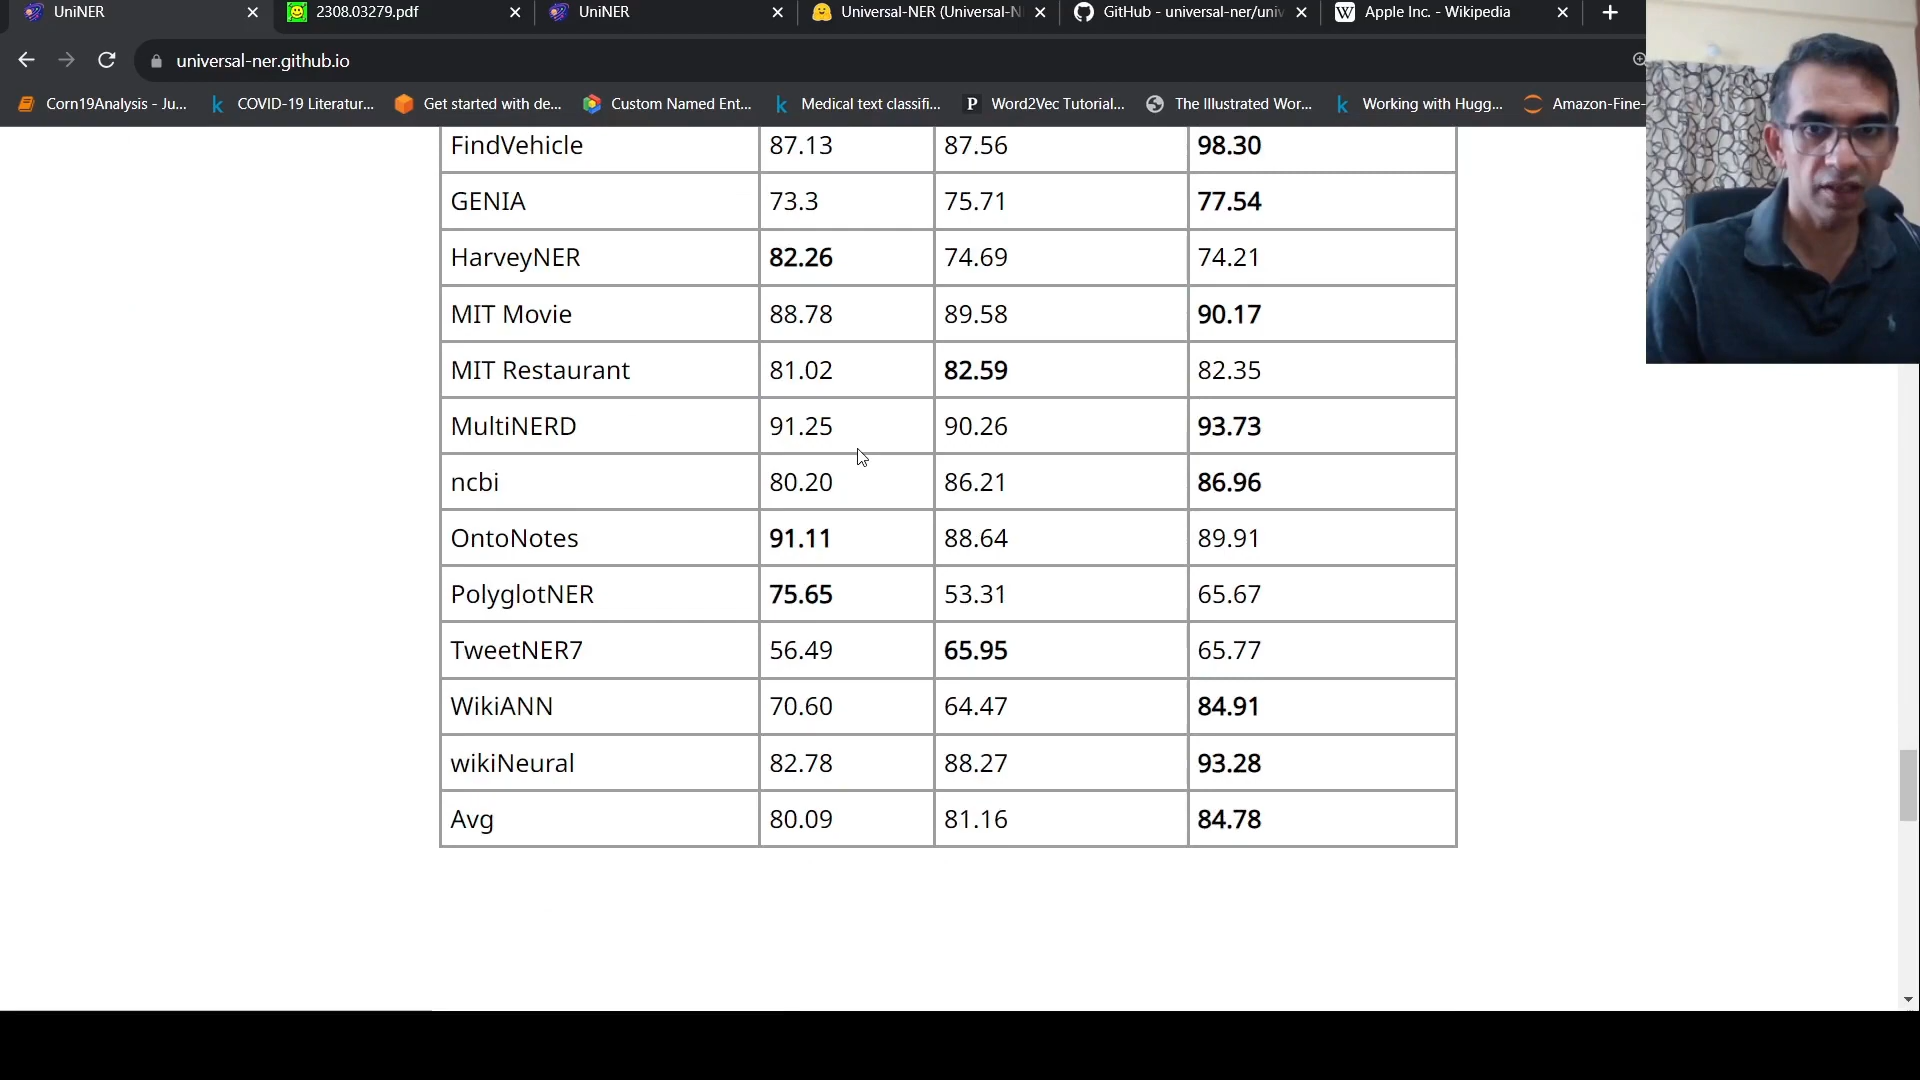 UniNER
2308.03279.pdf
UniNER
Universal-NER (Universal-N
GitHub - universal-ner/univ
Apple Inc. - Wikipedia
universal-ner.github.io
Corn19Analysis - Ju...
COVID-19 Literatur...
Get started with de...
Custom Named Ent...
Medical text classifi...
Word2Vec Tutorial...
The Illustrated Wor...
Working with Hugg...
Amazon-Fine-
FindVehicle 87.13 87.56 98.30
GENIA 73.3 75.71 77.54
HarveyNER 82.26 74.69 74.21
MIT Movie 88.78 89.58 90.17
MIT Restaurant 81.02 82.59 82.35
MultiNERD 91.25 90.26 93.73
ncbi 80.20 86.21 86.96
OntoNotes 91.11 88.64 89.91
PolyglotNER 75.65 53.31 65.67
TweetNER7 56.49 65.95 65.77
WikiANN 70.60 64.47 84.91
wikiNeural 82.78 88.27 93.28
Avg 80.09 81.16 84.78